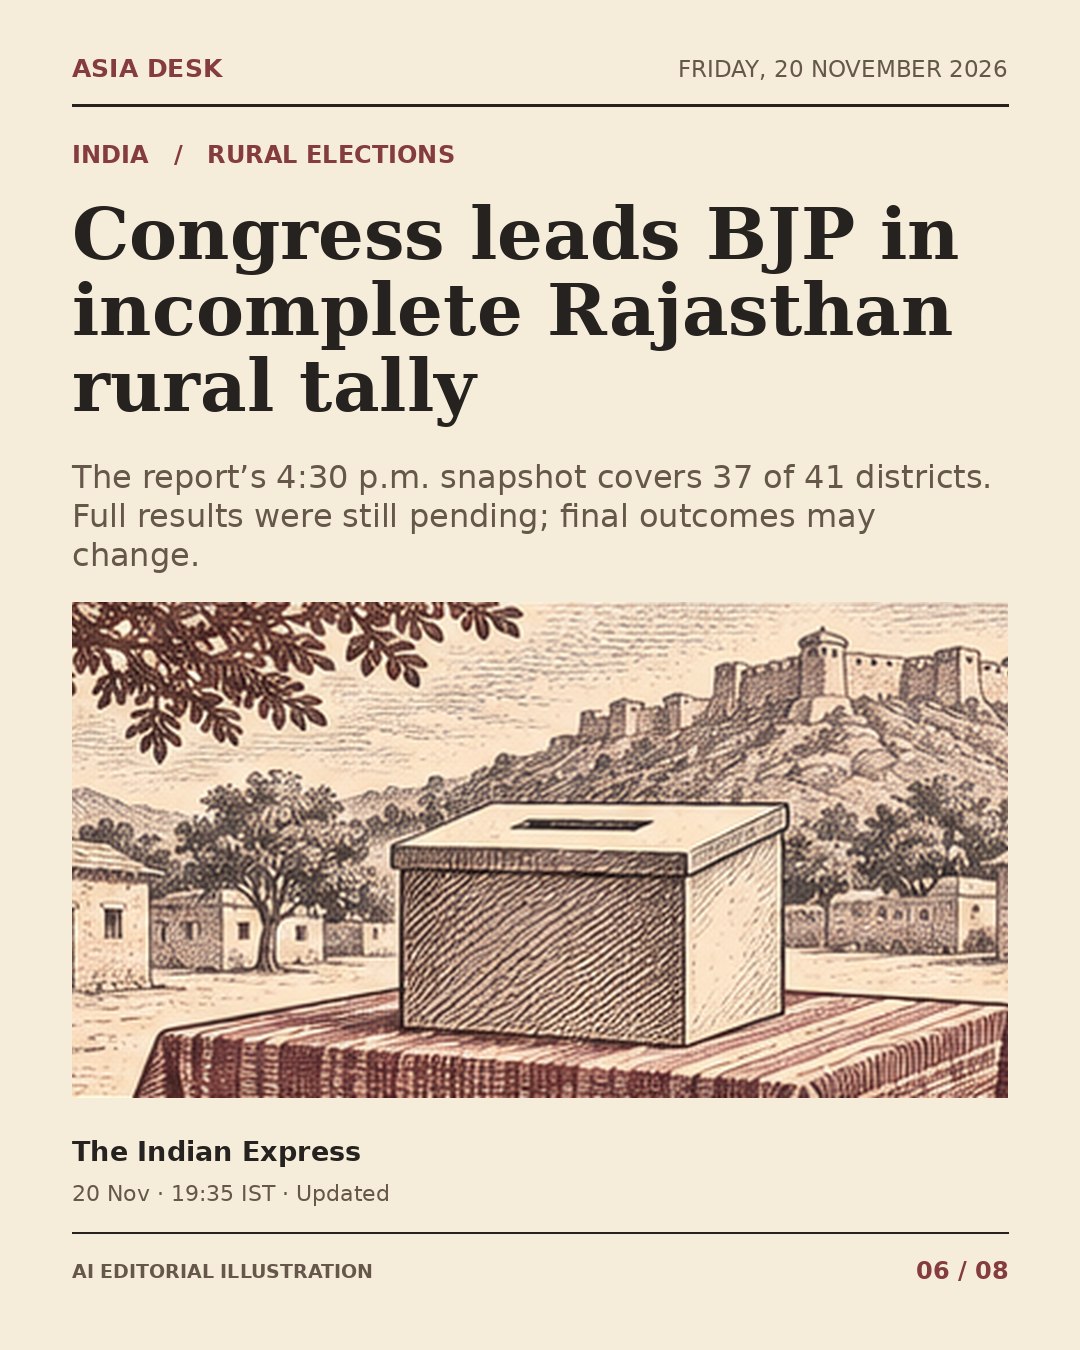 ASIA DESK
FRIDAY, 20 NOVEMBER 2026
INDIA / RURAL ELECTIONS
Congress leads BJP in
incomplete Rajasthan
rural tally
The report’s 4:30 p.m. snapshot covers 37 of 41 districts.
Full results were still pending; final outcomes may
change.
The Indian Express
20 Nov · 19:35 IST · Updated
AI EDITORIAL ILLUSTRATION
06 / 08